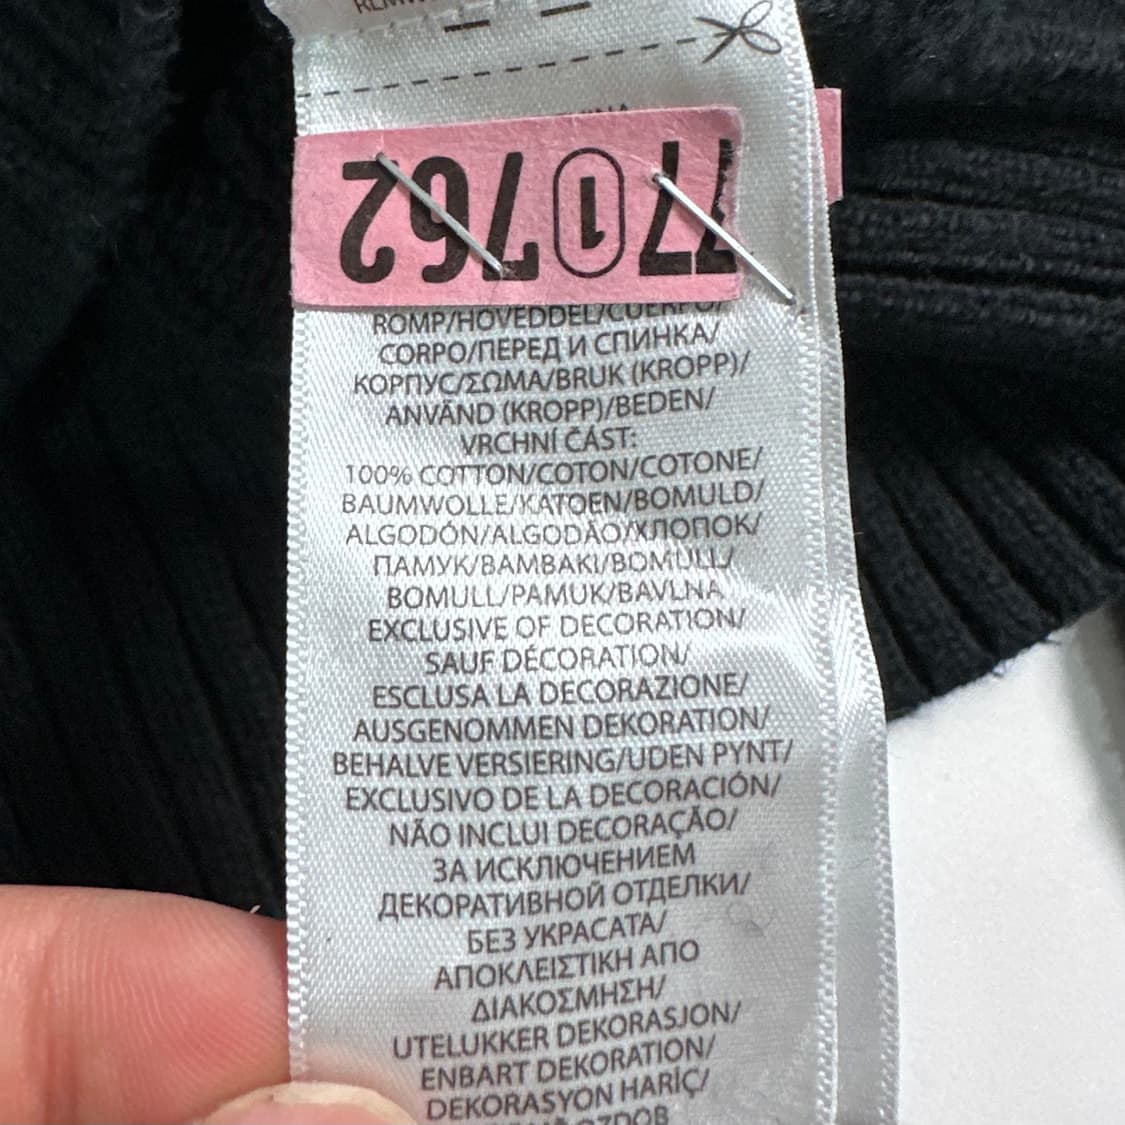 77 1 762
ROMP/HOVEDDEL/CUERPO/
CORPO/ПЕРЕД И СПИНКА/
КОРПУС/ΣΩΜΑ/BRUK (KROPP)/
ANVÄND (KROPP)/BEDEN/
VRCHNÍ ČÁST:
100% COTTON/COTON/COTONE/
BAUMWOLLE/KATOEN/BOMULD/
ALGODÓN/ALGODÃO/ХЛОПОК/
ПАМУК/BAMBAKI/BOMULL/
BOMULL/PAMUK/BAVLNA
EXCLUSIVE OF DECORATION/
SAUF DÉCORATION/
ESCLUSA LA DECORAZIONE/
AUSGENOMMEN DEKORATION/
BEHALVE VERSIERING/UDEN PYNT/
EXCLUSIVO DE LA DECORACIÓN/
NÃO INCLUI DECORAÇÃO/
ЗА ИСКЛЮЧЕНИЕМ
ДЕКОРАТИВНОЙ ОТДЕЛКИ/
БЕЗ УКРАСАТА/
ΑΠΟΚΛΕΙΣΤΙΚΗ ΑΠΟ
ΔΙΑΚΟΣΜΗΣΗ/
UTELUKKER DEKORASJON/
ENBART DEKORATION/
DEKORASYON HARİÇ/
OZDOB